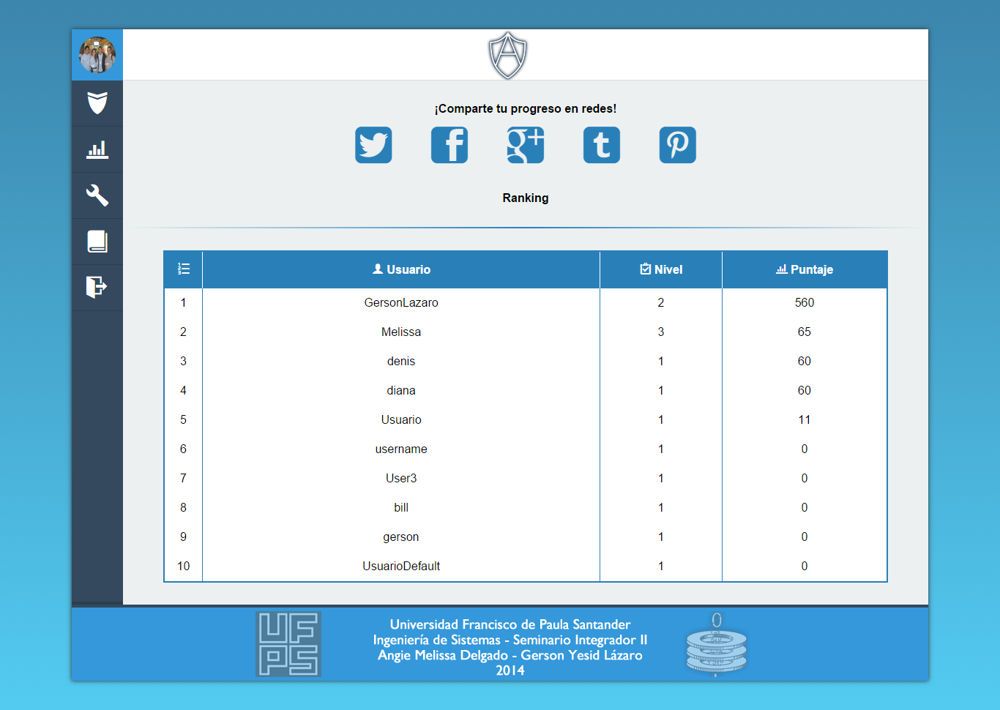 ¡Comparte tu progreso en redes!
Ranking
Usuario Nivel Puntaje
1 GersonLazaro 2 560
2 Melissa 3 65
3 denis 1 60
4 diana 1 60
5 Usuario 1 11
6 username 1 0
7 User3 1 0
8 bill 1 0
9 gerson 1 0
10 UsuarioDefault 1 0
UFPS
Universidad Francisco de Paula Santander
Ingeniería de Sistemas - Seminario Integrador II
Angie Melissa Delgado - Gerson Yesid Lázaro
2014
0